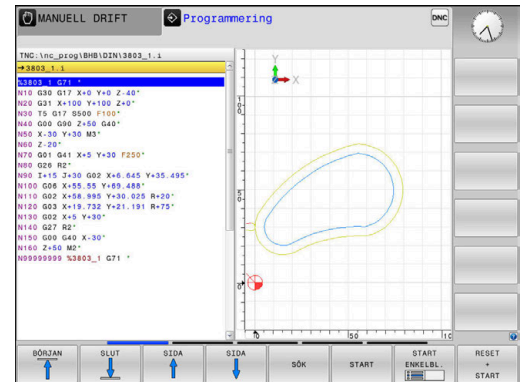 MANUELL DRIFT
Programmering
DNC
TNC:\nc_prog\BHB\DIN\3803_1.i
→3803_1.i
%3803_1 G71 *
N10 G30 G17 X+0 Y+0 Z-40*
N20 G31 X+100 Y+100 Z+0*
N30 T5 G17 S500 F100*
N40 G00 G90 Z+50 G40*
N50 X-30 Y+30 M3*
N60 Z-20*
N70 G01 G41 X+5 Y+30 F250*
N80 G26 R2*
N90 I+15 J+30 G02 X+6.645 Y+35.495*
N100 G06 X+55.55 Y+69.488*
N110 G02 X+58.995 Y+30.025 R+20*
N120 G03 X+19.732 Y+21.191 R+75*
N130 G02 X+5 Y+30*
N140 G27 R2*
N150 G00 G40 X-30*
N160 Z+50 M2*
N99999999 %3803_1 G71 *
Y
X
100
50
0
0
50
10
BÖRJAN
SLUT
SIDA
SIDA
SÖK
START
START
ENKELBL.
RESET
+
START